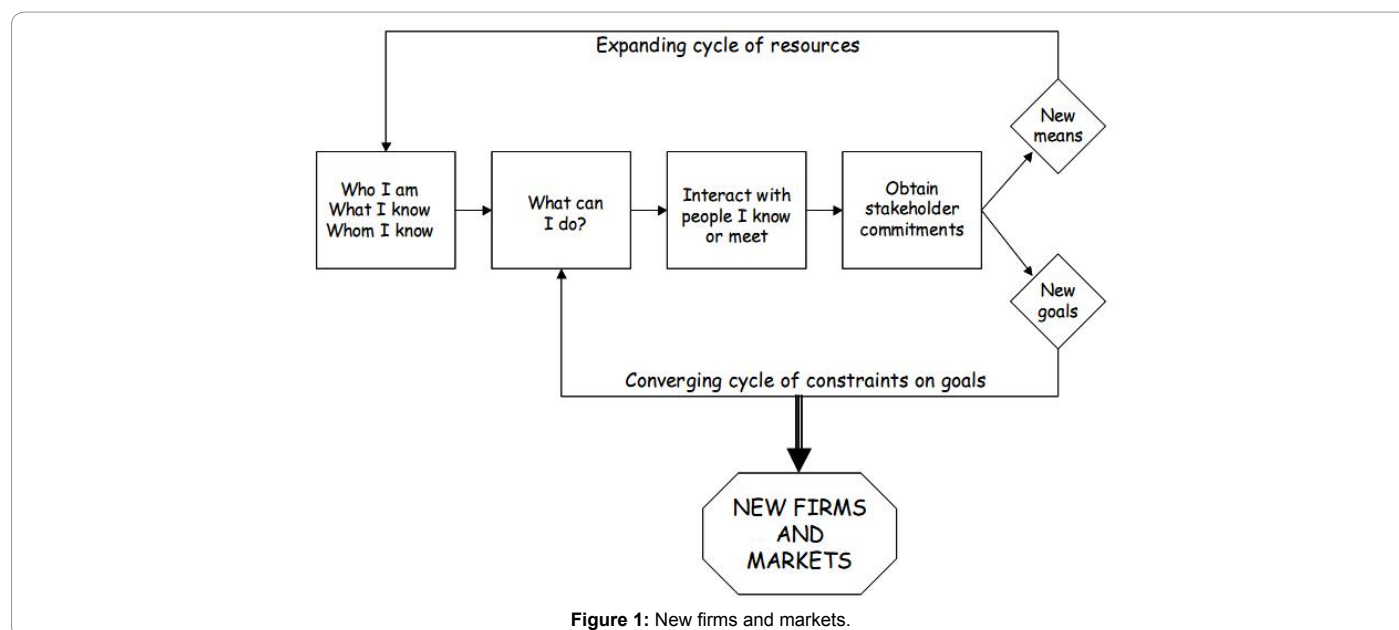 Expanding cycle of resources
New
means
Who I am
What I know
Whom I know
What can
I do?
Interact with
people I know
or meet
Obtain
stakeholder
commitments
New
goals
Converging cycle of constraints on goals
NEW FIRMS
AND
MARKETS
Figure 1: New firms and markets.